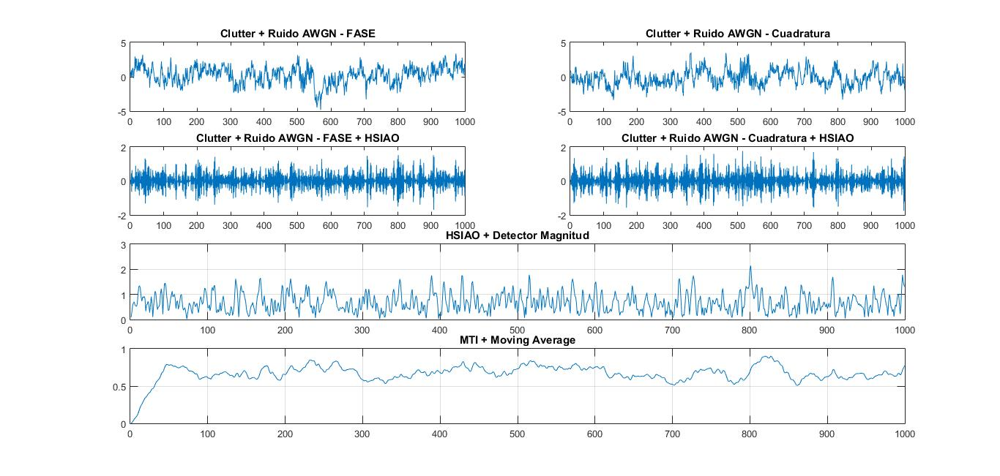 Clutter + Ruido AWGN - FASE
5
0
-5
0 100 200 300 400 500 600 700 800 900 1000
Clutter + Ruido AWGN - Cuadratura
5
0
-5
0 100 200 300 400 500 600 700 800 900 1000
Clutter + Ruido AWGN - FASE + HSIAO
2
0
-2
0 100 200 300 400 500 600 700 800 900 1000
Clutter + Ruido AWGN - Cuadratura + HSIAO
2
0
-2
0 100 200 300 400 500 600 700 800 900 1000
HSIAO + Detector Magnitud
3
2
1
0
0 100 200 300 400 500 600 700 800 900 1000
MTI + Moving Average
1
0.5
0
0 100 200 300 400 500 600 700 800 900 1000